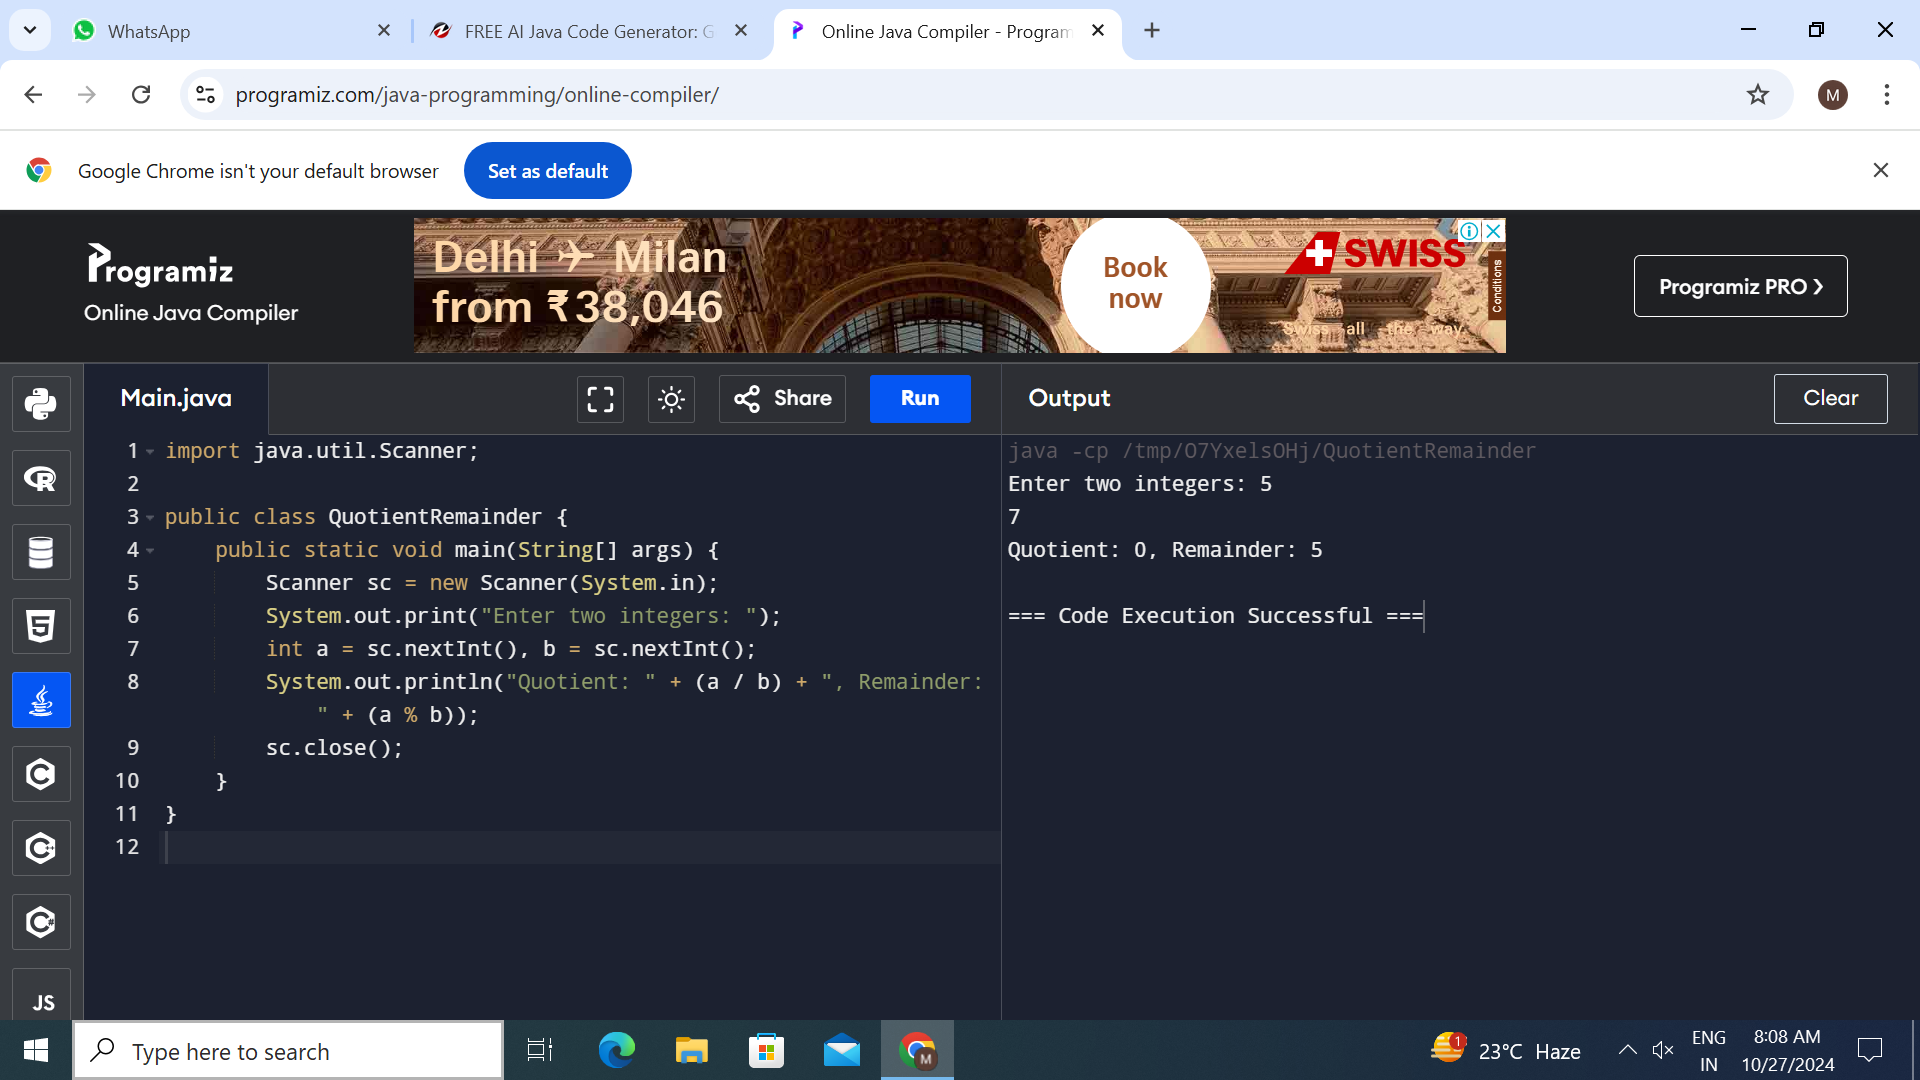 WhatsApp
FREE AI Java Code Generator: G
Online Java Compiler - Program
programiz.com/java-programming/online-compiler/
M
Google Chrome isn't your default browser
Set as default
Programiz
Online Java Compiler
Delhi ✈ Milan
from ₹38,046
Book
now
SWISS
Swiss all the way.
Conditions
Programiz PRO ❯
Main.java
Share
Run
Output
Clear
1 import java.util.Scanner;
2
3 public class QuotientRemainder {
4 public static void main(String[] args) {
5 Scanner sc = new Scanner(System.in);
6 System.out.print("Enter two integers: ");
7 int a = sc.nextInt(), b = sc.nextInt();
8 System.out.println("Quotient: " + (a / b) + ", Remainder:
" + (a % b));
9 sc.close();
10 }
11 }
12
java -cp /tmp/O7YxelsOHj/QuotientRemainder
Enter two integers: 5
7
Quotient: 0, Remainder: 5
=== Code Execution Successful ===
JS
Type here to search
M
1
23°C Haze
ENG
IN
8:08 AM
10/27/2024